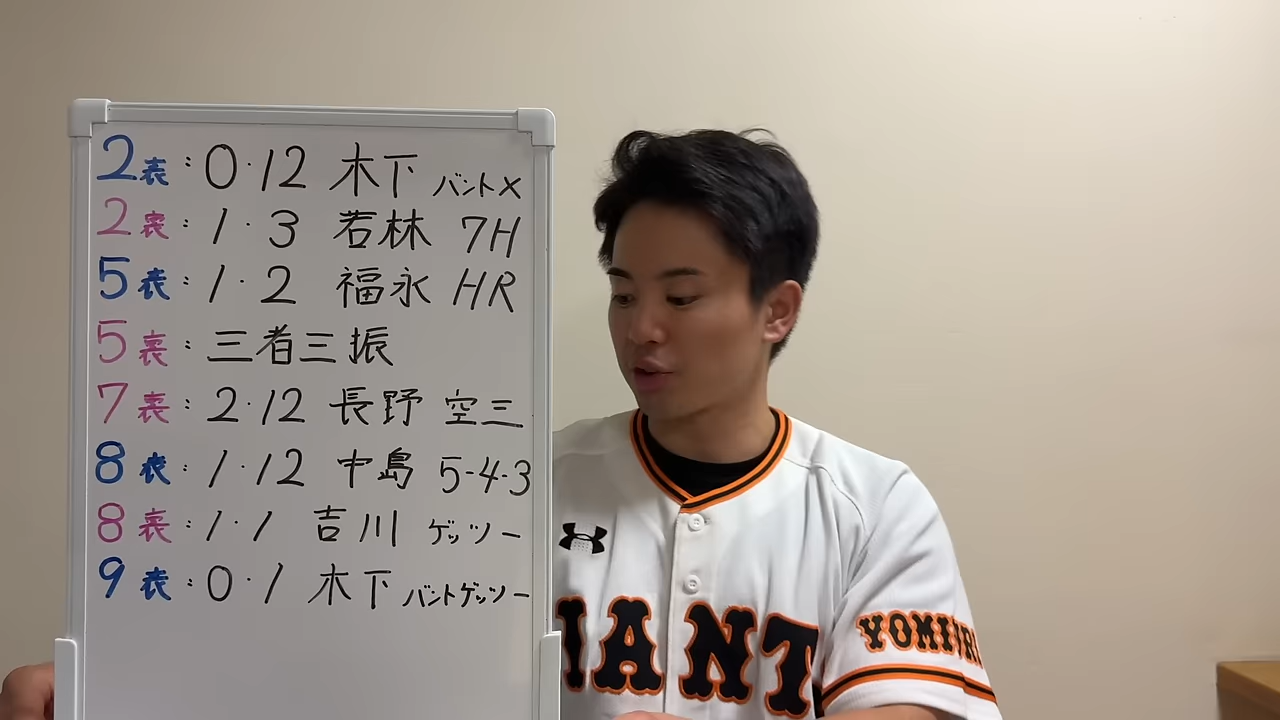 2表:0・12 木下 バント×
2裏:1・3 若林 7H
5表:1・2 福永 HR
5裏:三者三振
7裏:2・12 長野 空三
8表:1・12 中島 5-4-3
8裏:1・1 吉川 ゲッツー
9表:0・1 木下 バントゲッツー
IANT
YOMIURI